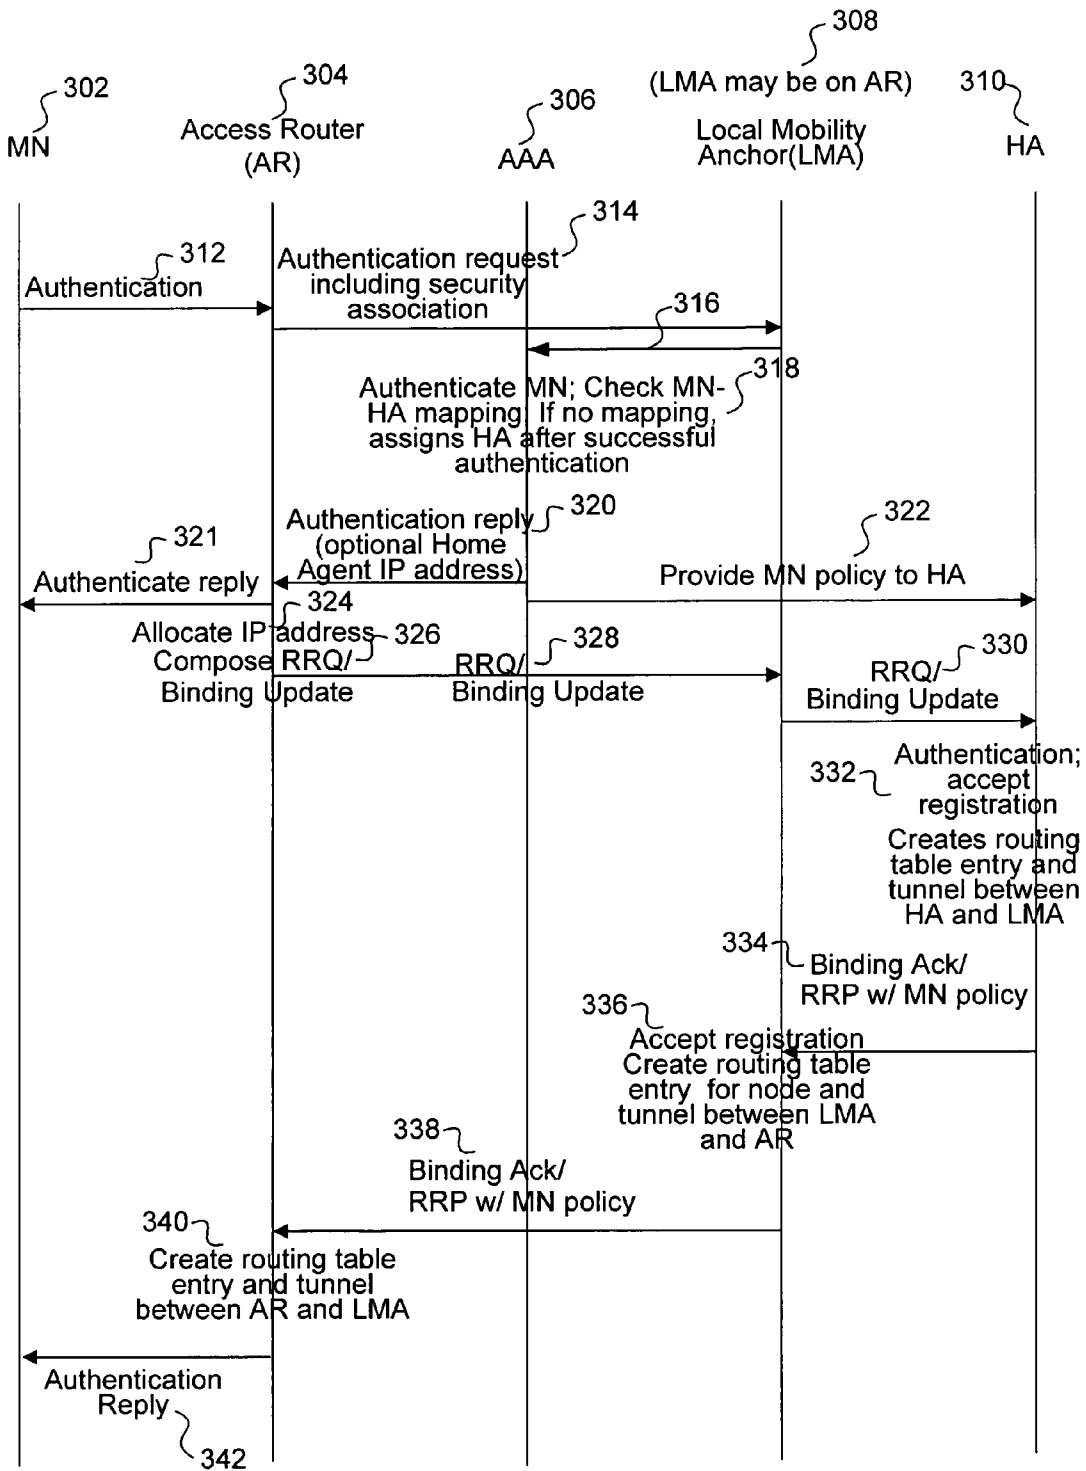 308
(LMA may be on AR)
302
304
306
310
MN
Access Router
(AR)
AAA
Local Mobility
Anchor(LMA)
HA
312
Authentication
314
Authentication request
including security
association
316
318
Authenticate MN; Check MN-
HA mapping; If no mapping,
assigns HA after successful
authentication
320
Authentication reply
(optional Home
Agent IP address)
321
Authenticate reply
322
Provide MN policy to HA
324
Allocate IP address
326
Compose RRQ/
Binding Update
328
RRQ/
Binding Update
330
RRQ/
Binding Update
332
Authentication;
accept
registration
Creates routing
table entry and
tunnel between
HA and LMA
334
Binding Ack/
RRP w/ MN policy
336
Accept registration
Create routing table
entry for node and
tunnel between LMA
and AR
338
Binding Ack/
RRP w/ MN policy
340
Create routing table
entry and tunnel
between AR and LMA
Authentication
Reply
342